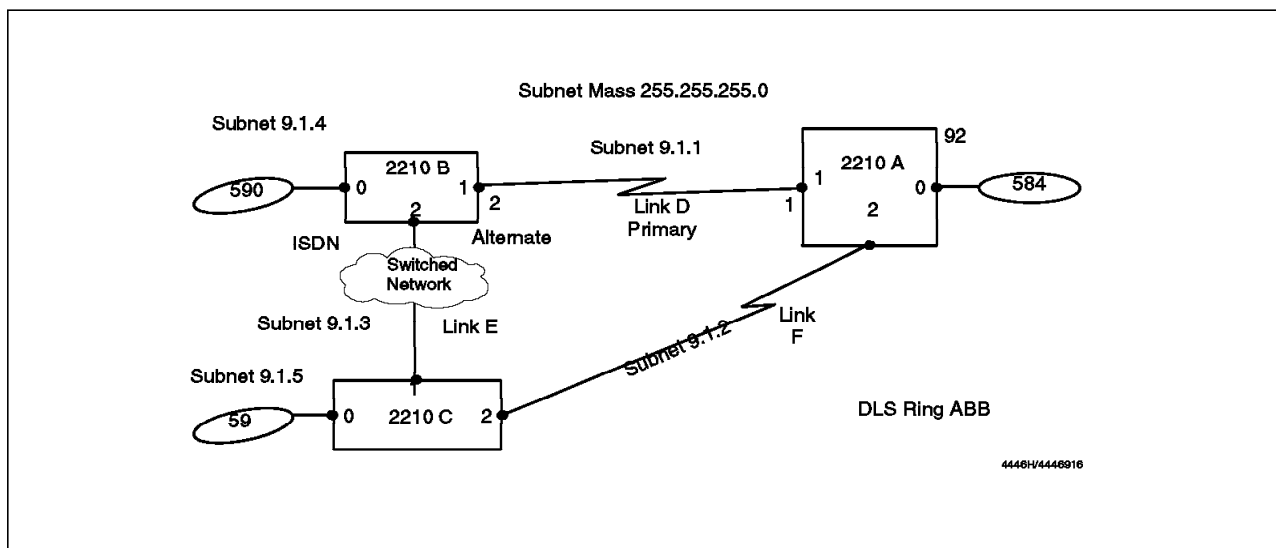 Subnet Mass 255.255.255.0
Subnet 9.1.4
Subnet 9.1.1
92
2210 B
2210 A
590
0
1
1
0
584
2
2
Link D
Primary
1
2
ISDN
Alternate
Switched
Network
Subnet 9.1.3
Link E
Link
F
Subnet 9.1.2
Subnet 9.1.5
59
0
2210 C
2
DLS Ring ABB
4446H/4446916